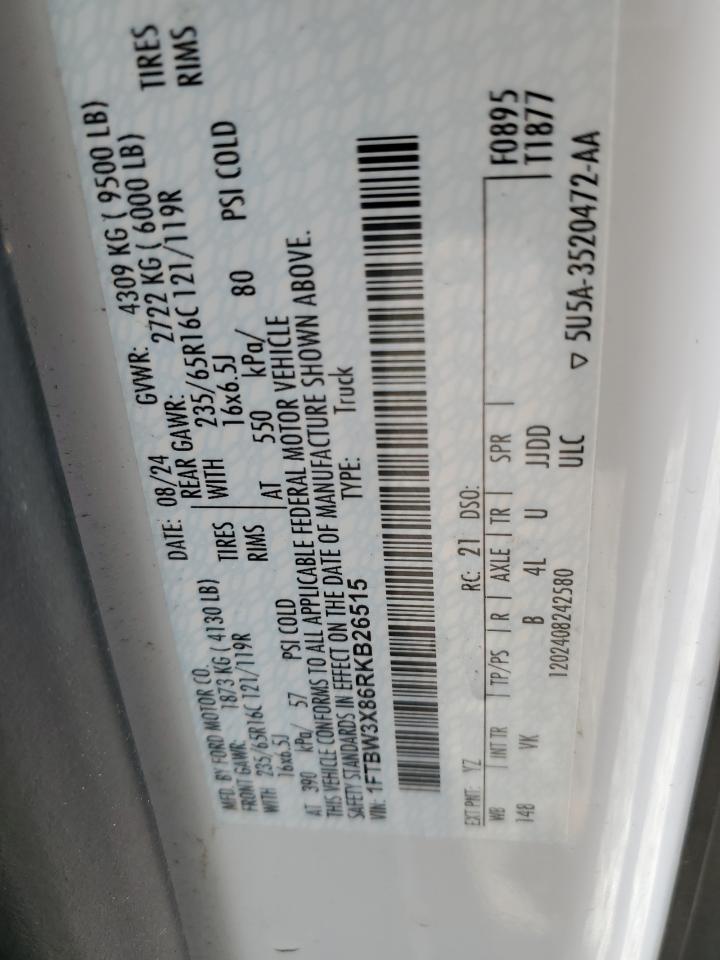 MFD. BY FORD MOTOR CO.
DATE: 08/24 GVWR: 4309 KG ( 9500 LB)
FRONT GAWR: 1873 KG ( 4130 LB)
REAR GAWR: 2722 KG ( 6000 LB)
WITH 235/65R16C 121/119R TIRES
WITH 235/65R16C 121/119R TIRES
16x6.5J RIMS
16x6.5J RIMS
AT 390 kPa/ 57 PSI COLD
AT 550 kPa/ 80 PSI COLD
THIS VEHICLE CONFORMS TO ALL APPLICABLE FEDERAL MOTOR VEHICLE
SAFETY STANDARDS IN EFFECT ON THE DATE OF MANUFACTURE SHOWN ABOVE.
VIN: 1FTBW3X86RKB26515 TYPE: Truck
EXT PNT: YZ RC: 21 DSO: F0895
WB INT TR TP/PS R AXLE TR SPR T1877
148 VK B 4L U JJDD
1202408242580 ULC ▽ 5U5A-3520472-AA